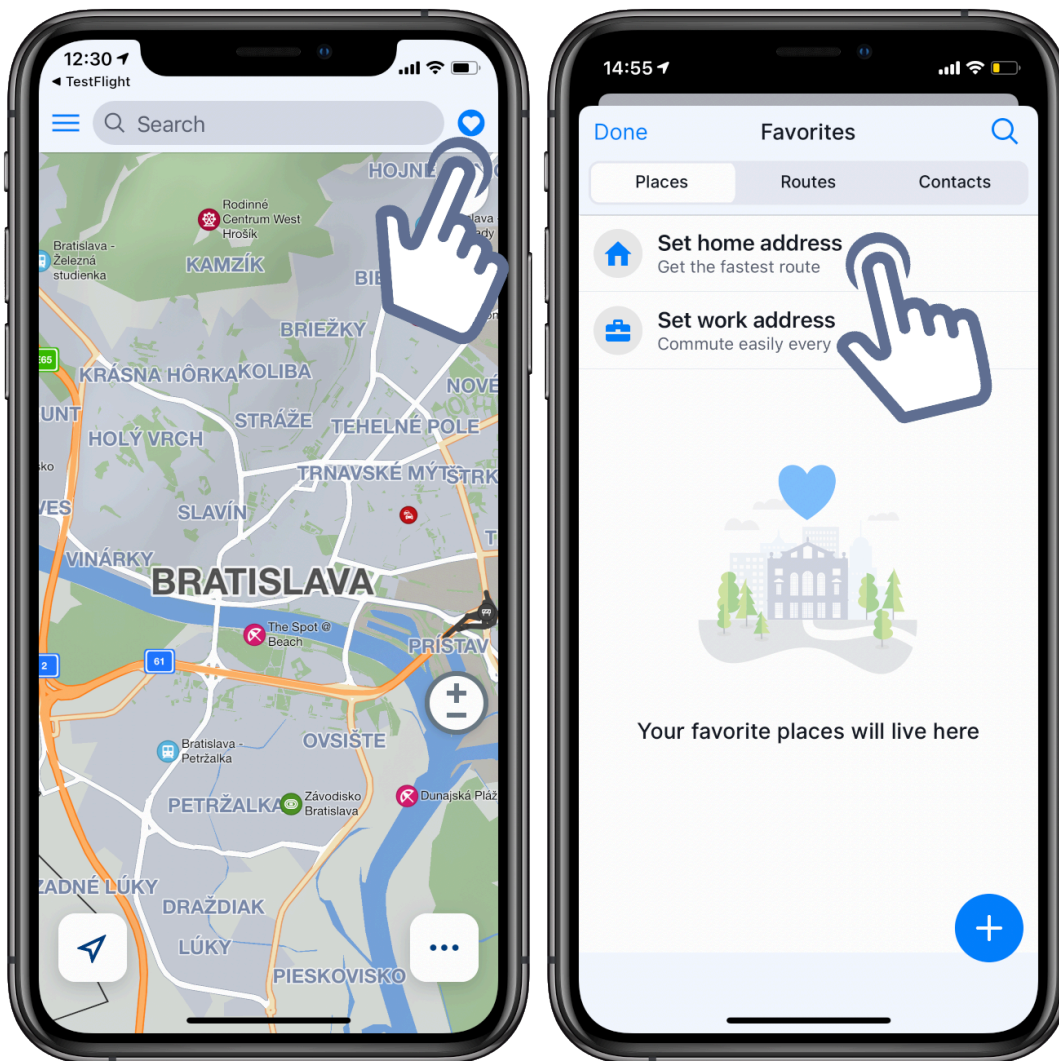 12:30
◀ TestFlight
Search
HOJNE
Rodinné
Centrum West
Hrošík
Bratislava -
Železná
studienka
KAMZÍK
BIE
BRIEŽKY
E65
KRÁSNA HÔRKA
KOLIBA
NOVÉ
UNT
STRÁŽE
TEHELNÉ POLE
HOLÝ VRCH
TRNAVSKÉ MÝT
ŠTRK
sko
VES
SLAVÍN
T
VINÁRKY
BRATISLAVA
The Spot @
Beach
PRÍSTAV
2
61
OVSIŠTE
Bratislava -
Petržalka
PETRŽALKA
Závodisko
Bratislava
Dunajská Pláž
ZADNÉ LÚKY
DRAŽDIAK
LÚKY
PIESKOVISKO
14:55
Done
Favorites
Places
Routes
Contacts
Set home address
Get the fastest route
Set work address
Commute easily every
Your favorite places will live here